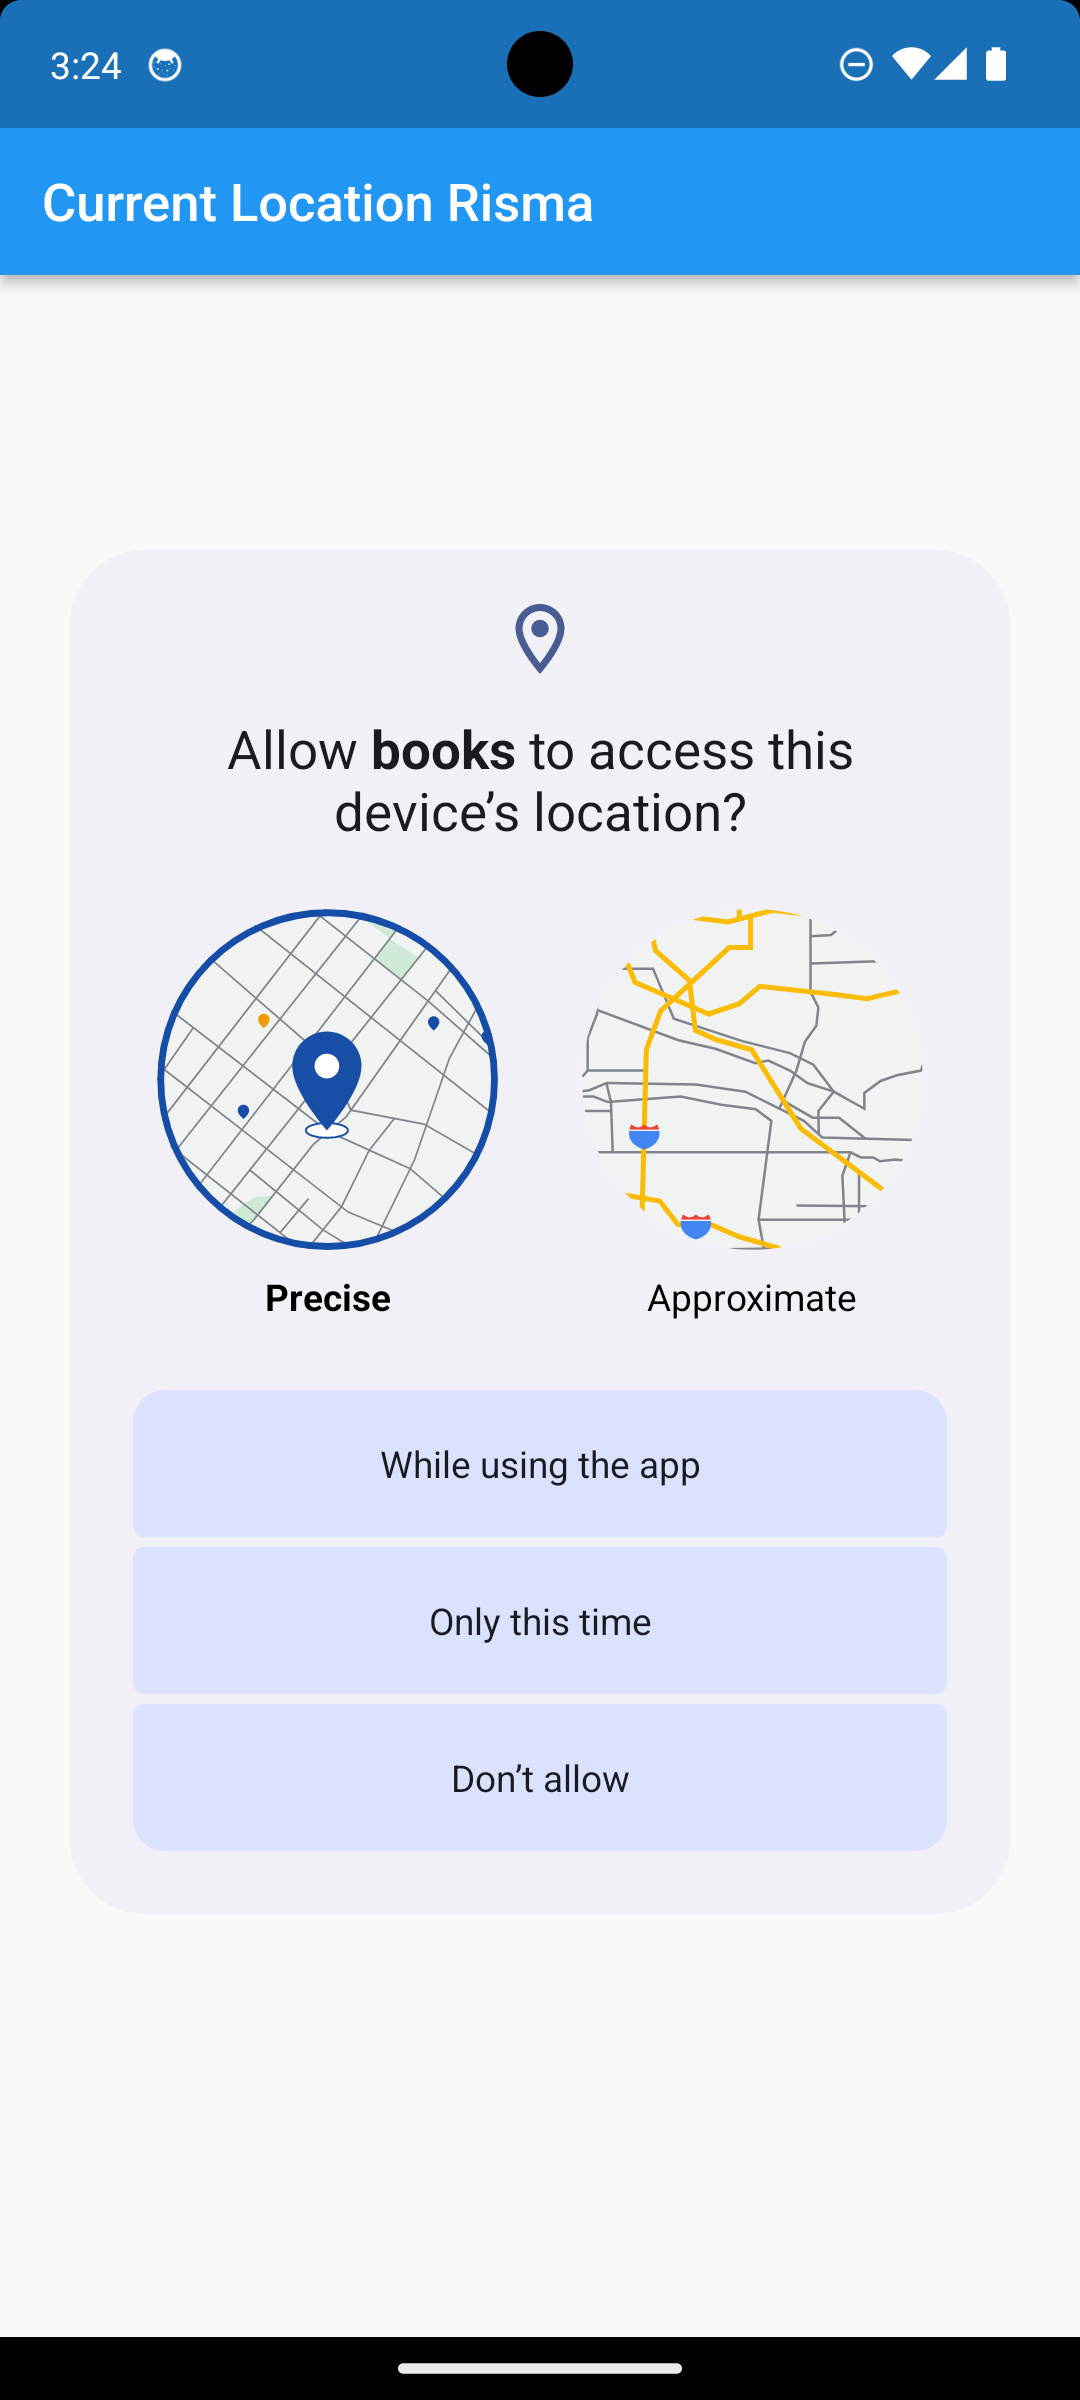 3:24
Current Location Risma
Allow books to access this
device’s location?
Precise
Approximate
While using the app
Only this time
Don’t allow